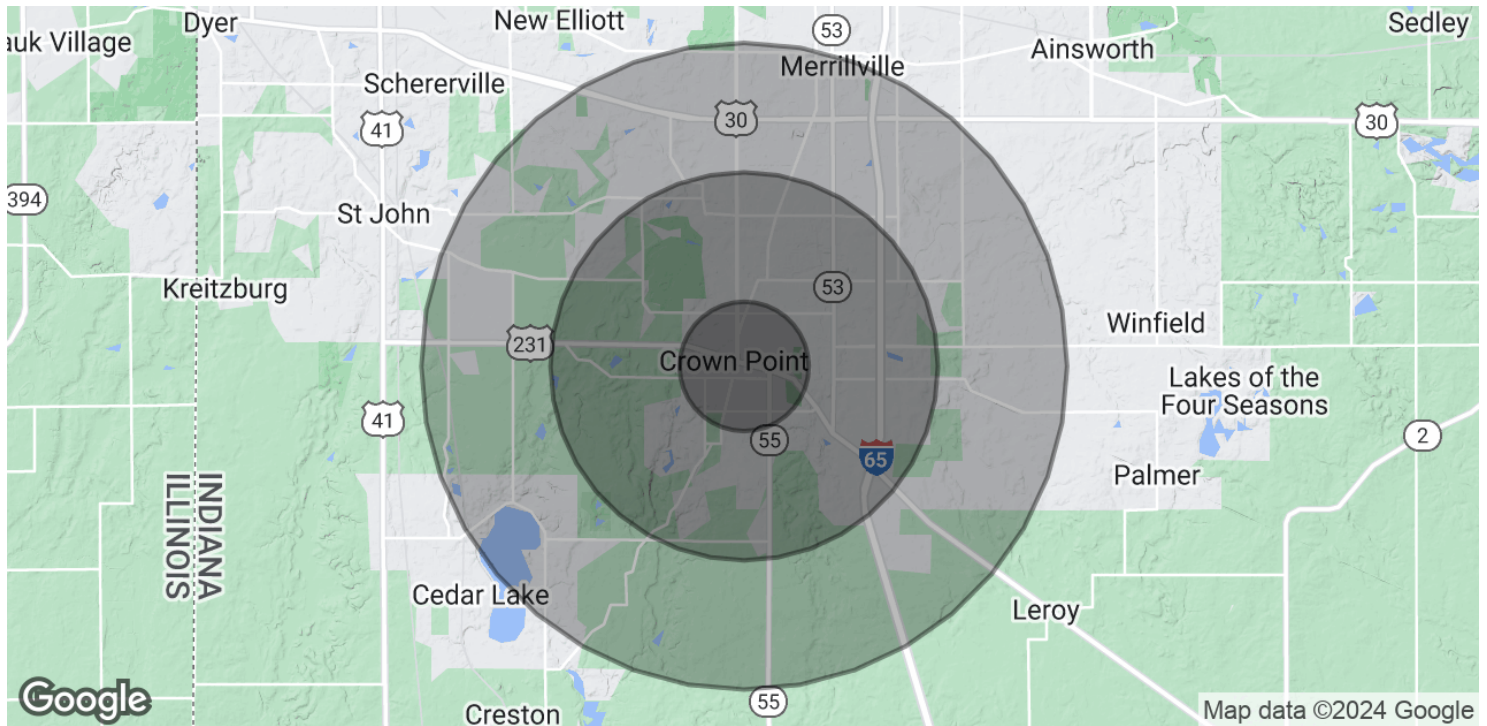 Dyer
New Elliott
53
Sedley
auk Village
Ainsworth
Merrillville
Schererville
41
30
30
394
St John
Kreitzburg
53
Winfield
231
Crown Point
Lakes of the
Four Seasons
41
55
2
65
Palmer
INDIANA
ILLINOIS
Cedar Lake
Leroy
55
Google
Creston
Map data ©2024 Google